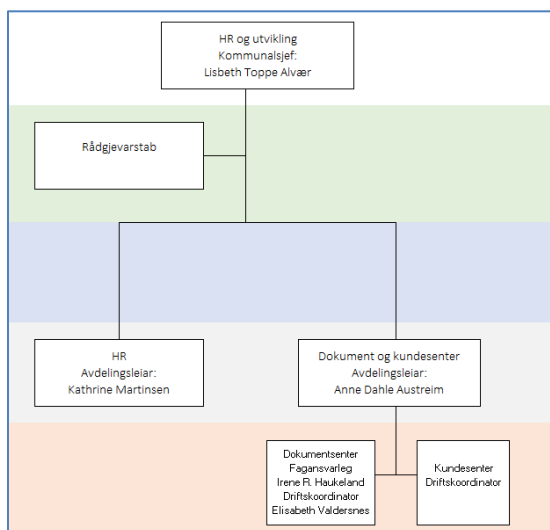 HR og utvikling
Kommunalsjef:
Lisbeth Toppe Alvær
Rådgjevarstab
HR
Avdelingsleiar:
Kathrine Martinsen
Dokument og kundesenter
Avdelingsleiar:
Anne Dahle Austreim
Dokumentsenter
Fagansvarleg
Irene R. Haukeland
Driftskoordinator
Elisabeth Valdersnes
Kundesenter
Driftskoordinator